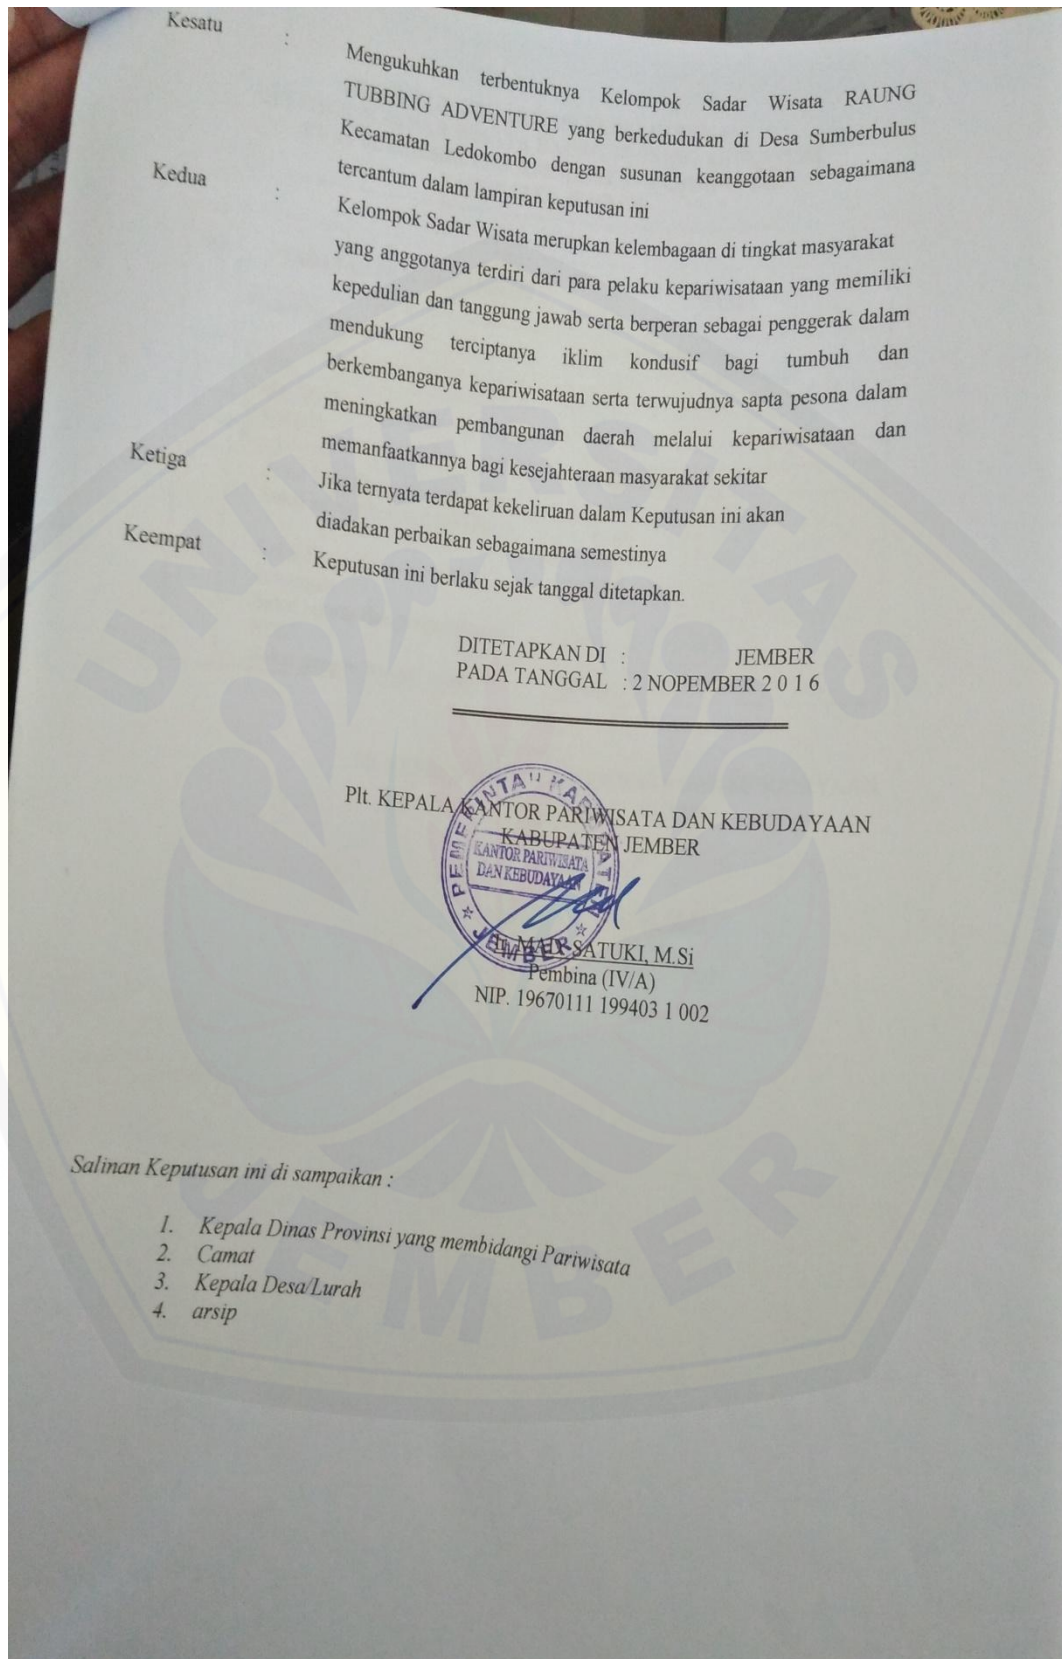 Kesatu :
Mengukuhkan terbentuknya Kelompok Sadar Wisata RAUNG
TUBBING ADVENTURE yang berkedudukan di Desa Sumberbulus
Kecamatan Ledokombo dengan susunan keanggotaan sebagaimana
tercantum dalam lampiran keputusan ini
Kedua :
Kelompok Sadar Wisata merupkan kelembagaan di tingkat masyarakat
yang anggotanya terdiri dari para pelaku kepariwisataan yang memiliki
kepedulian dan tanggung jawab serta berperan sebagai penggerak dalam
mendukung terciptanya iklim kondusif bagi tumbuh dan
berkembanganya kepariwisataan serta terwujudnya sapta pesona dalam
meningkatkan pembangunan daerah melalui kepariwisataan dan
memanfaatkannya bagi kesejahteraan masyarakat sekitar
Ketiga :
Jika ternyata terdapat kekeliruan dalam Keputusan ini akan
diadakan perbaikan sebagaimana semestinya
Keempat :
Keputusan ini berlaku sejak tanggal ditetapkan.
DITETAPKAN DI : JEMBER
PADA TANGGAL : 2 NOPEMBER 2 0 1 6
Plt. KEPALA KANTOR PARIWISATA DAN KEBUDAYAAN
KABUPATEN JEMBER
PEMERINTAH KABUPATEN
KANTOR PARIWISATA
DAN KEBUDAYAAN
JEMBER
SATUKI, M.Si
Pembina (IV/A)
NIP. 19670111 199403 1 002
Salinan Keputusan ini di sampaikan :
1. Kepala Dinas Provinsi yang membidangi Pariwisata
2. Camat
3. Kepala Desa/Lurah
4. arsip
UNIVERSITAS
JEMBER